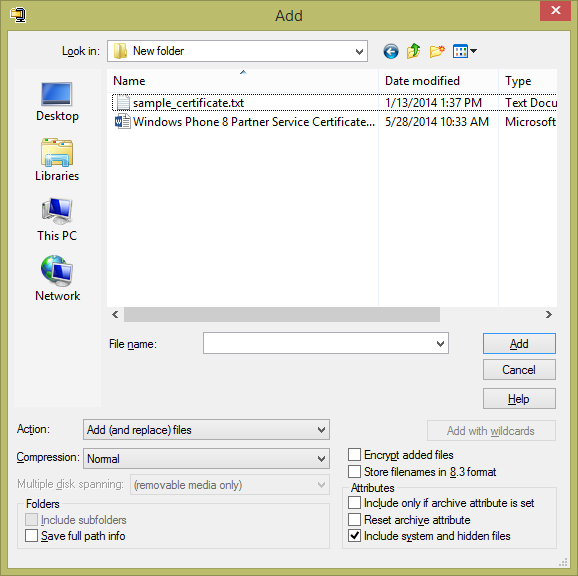 Add
Look in: New folder
Name Date modified Type
sample_certificate.txt 1/13/2014 1:37 PM Text Docu
Windows Phone 8 Partner Service Certificate... 5/28/2014 10:33 AM Microsoft
Desktop
Libraries
This PC
Network
File name:
Add
Cancel
Help
Action: Add (and replace) files
Add with wildcards
Compression: Normal
Multiple disk spanning: (removable media only)
Folders
Include subfolders
Save full path info
Encrypt added files
Store filenames in 8.3 format
Attributes
Include only if archive attribute is set
Reset archive attribute
Include system and hidden files